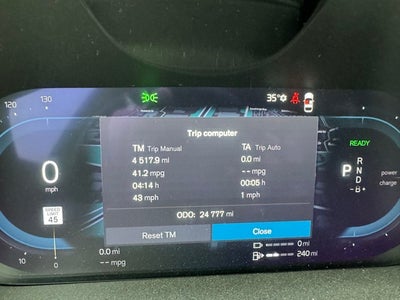 120
130
35°
Trip computer
TM Trip Manual
TA Trip Auto
4 517.9 mi
0.0 mi
41.2 mpg
-- mpg
04:14 h
00:05 h
43 mph
1 mph
ODO: 24 777 mi
Reset TM
Close
0
mph
SPEED
LIMIT
45
10
0
READY
P
R
N
D
-B+
power
charge
0.0 mi
-- mpg
0 mi
240 mi